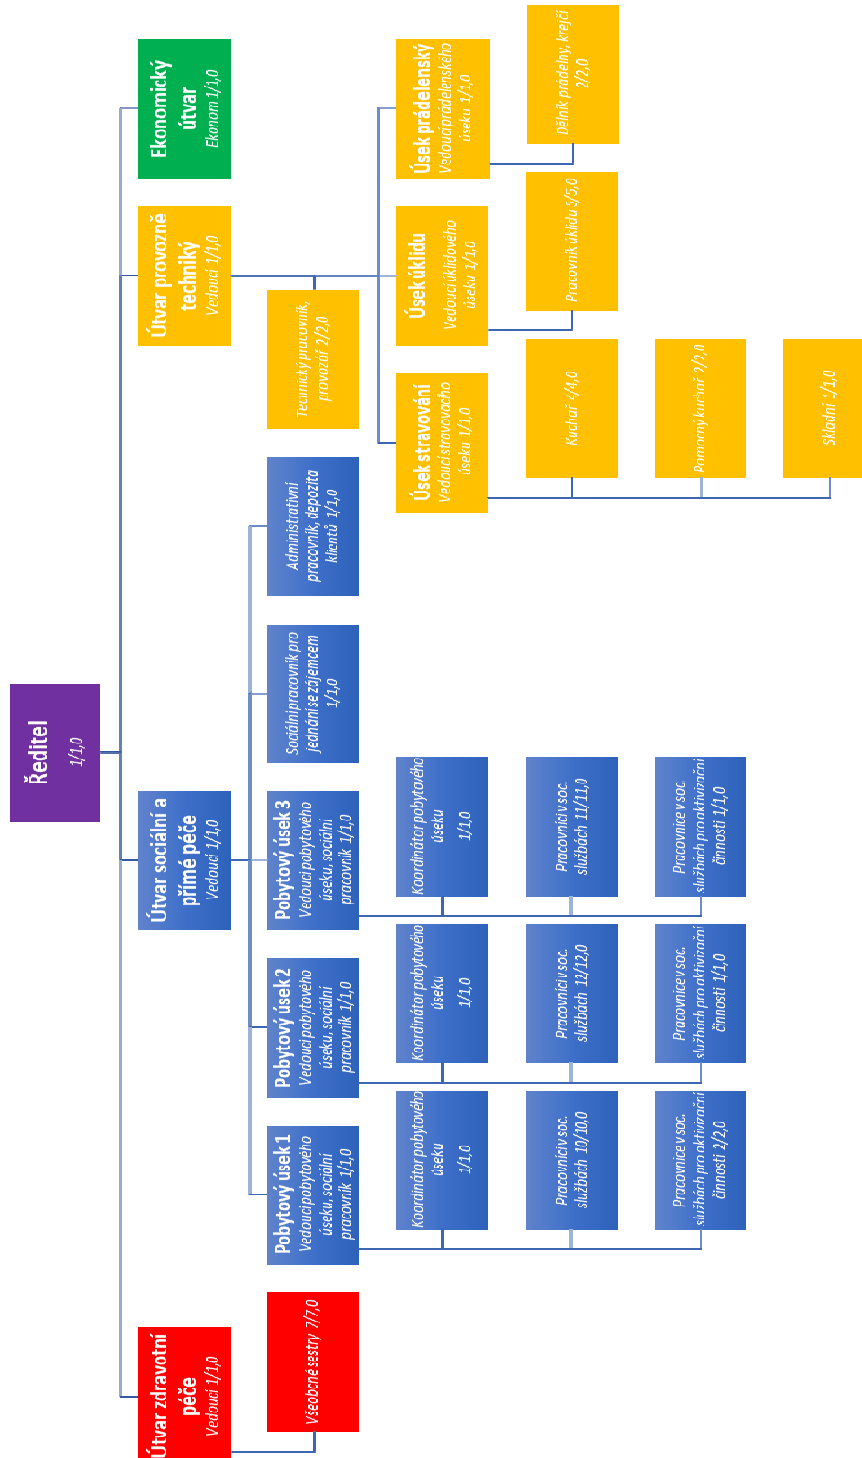 Ředitel
1/1,0
Útvar zdravotní
péče
Vedoucí 1/1,0
Všeobecné sestry 7/7,0
Útvar sociální a
přímé péče
Vedoucí 1/1,0
Pobytový úsek 1
Vedoucí pobytového
úseku, sociální
pracovník 1/1,0
Koordinátor pobytového
úseku
1/1,0
Pracovníci v soc.
službách 10/10,0
Pracovnice v soc.
službách pro aktivizační
činnosti 2/2,0
Pobytový úsek 2
Vedoucí pobytového
úseku, sociální
pracovník 1/1,0
Koordinátor pobytového
úseku
1/1,0
Pracovníci v soc.
službách 12/12,0
Pracovnice v soc.
službách pro aktivizační
činnosti 1/1,0
Pobytový úsek 3
Vedoucí pobytového
úseku, sociální
pracovník 1/1,0
Koordinátor pobytového
úseku
1/1,0
Pracovníci v soc.
službách 11/11,0
Pracovnice v soc.
službách pro aktivizační
činnosti 1/1,0
Sociální pracovník pro
jednání se zájemcem
1/1,0
Administrativní
pracovník, depozita
klientů 1/1,0
Útvar provozně
techniký
Vedoucí 1/1,0
Technický pracovník,
provozář 2/2,0
Úsek stravování
Vedoucí stravovacho
úseku 1/1,0
Kuchař 4/4,0
Pomocný kuchař 2/2,0
Skladní 1/1,0
Úsek úklidu
Vedoucí úklidového
úseku 1/1,0
Pracovník úklidu 5/5,0
Úsek prádelenský
Vedoucí prádelenského
úseku 1/1,0
Dělník prádelny, krejčí
2/2,0
Ekonomický
útvar
Ekonom 1/1,0